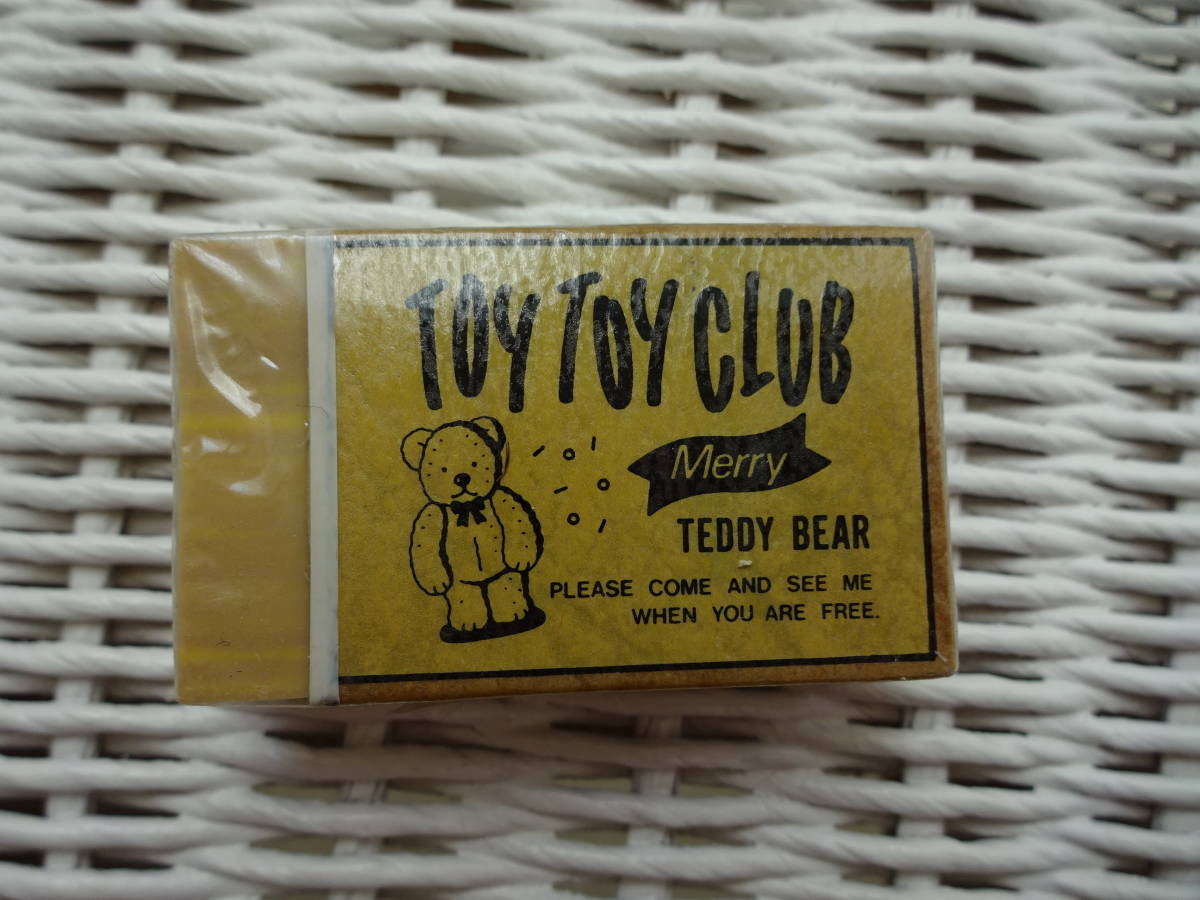 TOY TOY CLUB
Merry
TEDDY BEAR
PLEASE COME AND SEE ME
WHEN YOU ARE FREE.